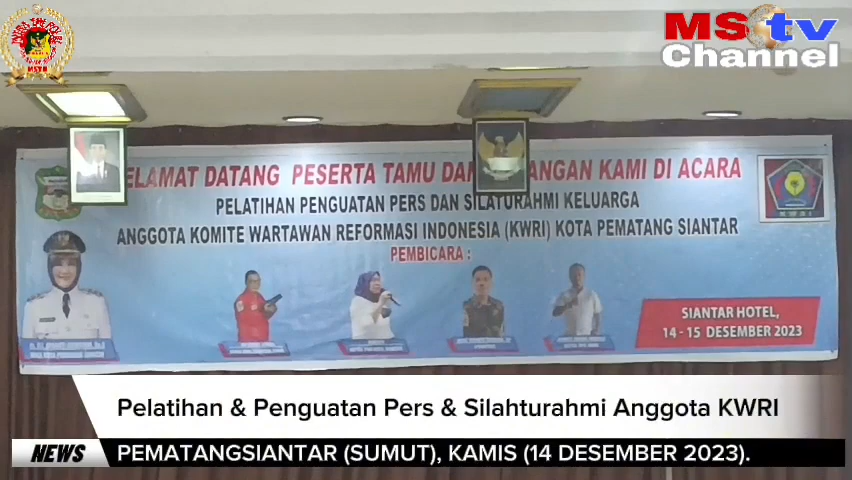 MS tv
Channel
SELAMAT DATANG PESERTA TAMU DAN UNDANGAN KAMI DI ACARA
PELATIHAN PENGUATAN PERS DAN SILATURAHMI KELUARGA
ANGGOTA KOMITE WARTAWAN REFORMASI INDONESIA (KWRI) KOTA PEMATANG SIANTAR
PEMBICARA :
SIANTAR HOTEL,
14 - 15 DESEMBER 2023
Pelatihan & Penguatan Pers & Silahturahmi Anggota KWRI
NEWS PEMATANGSIANTAR (SUMUT), KAMIS (14 DESEMBER 2023).